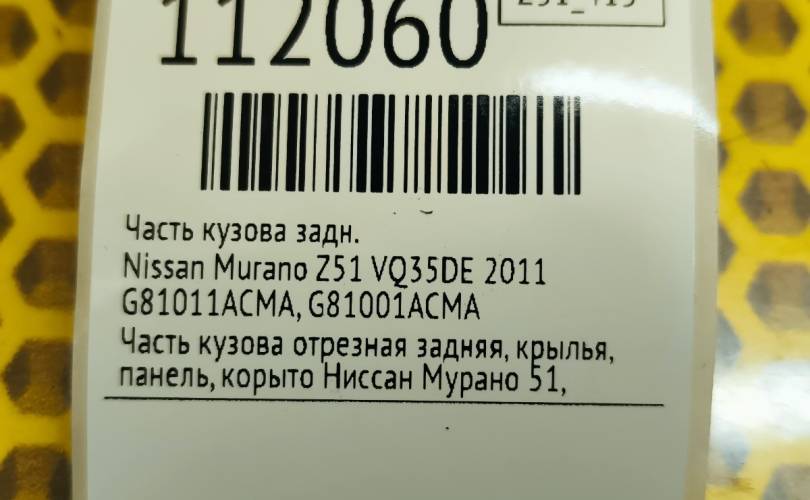 112060
Часть кузова задн.
Nissan Murano Z51 VQ35DE 2011
G81011ACMA, G81001ACMA
Часть кузова отрезная задняя, крылья,
панель, корыто Ниссан Мурано 51,